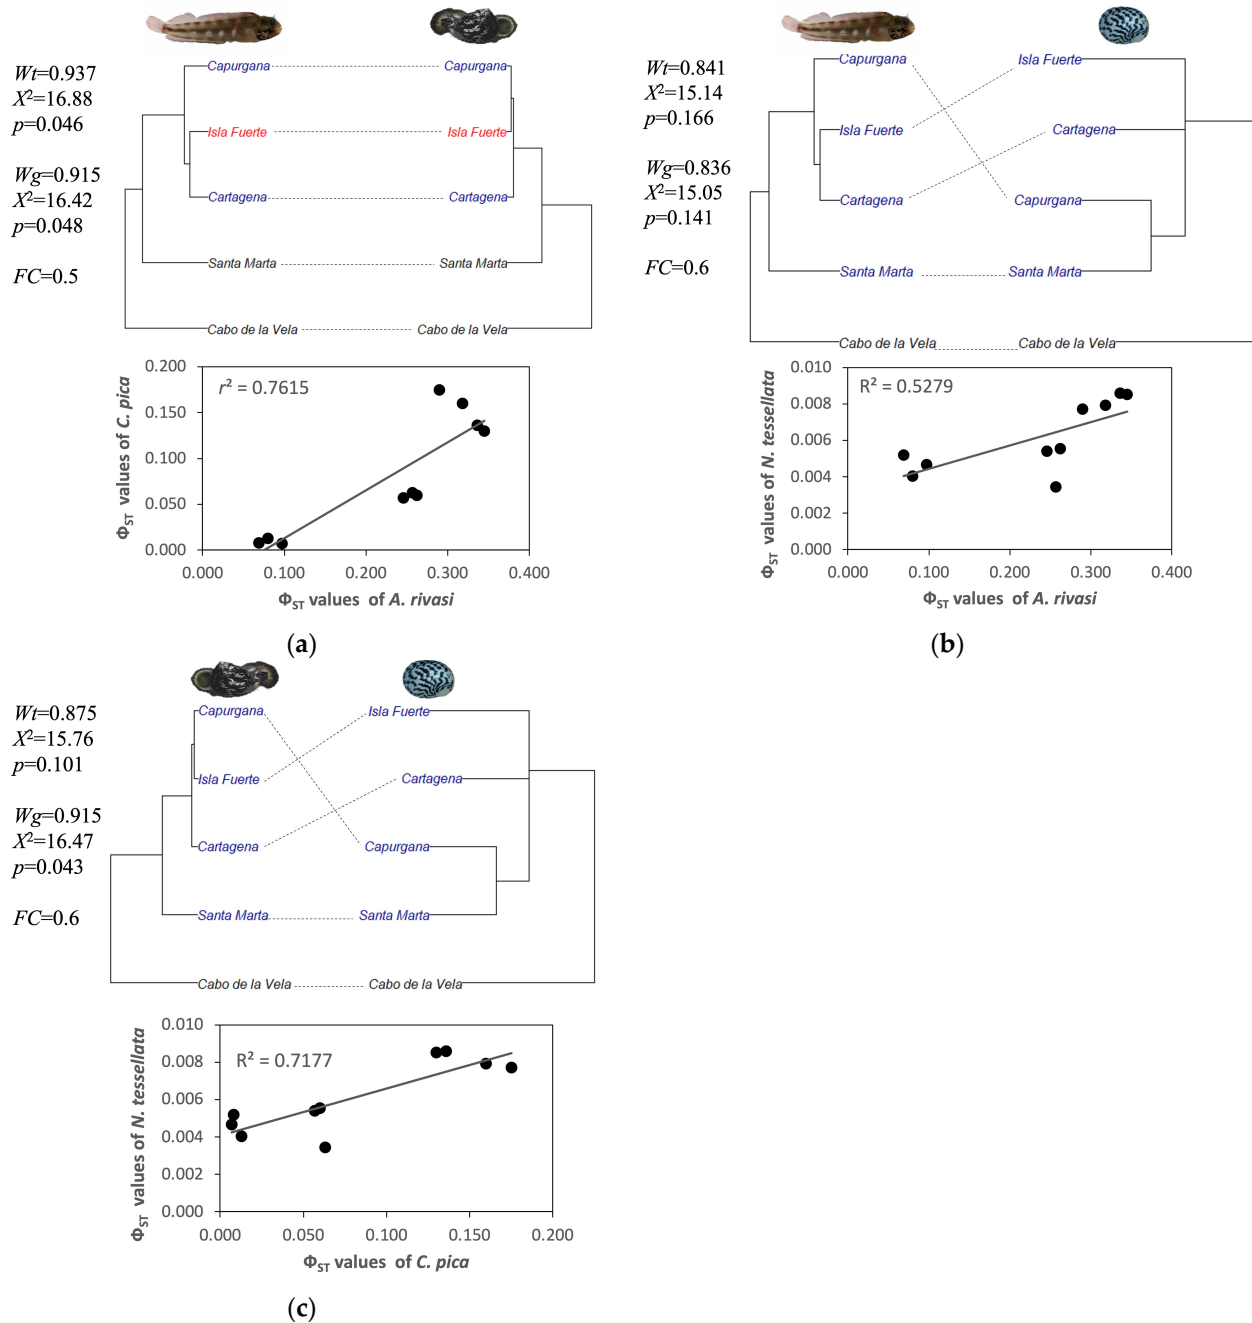 Wt=0.937
X²=16.88
p=0.046
Wg=0.915
X²=16.42
p=0.048
FC=0.5
Capurgana Capurgana
Isla Fuerte Isla Fuerte
Cartagena Cartagena
Santa Marta Santa Marta
Cabo de la Vela Cabo de la Vela
r² = 0.7615
ΦST values of C. pica
0.200
0.150
0.100
0.050
0.000
0.000 0.100 0.200 0.300 0.400
ΦST values of A. rivasi
(a)
Wt=0.841
X²=15.14
p=0.166
Wg=0.836
X²=15.05
p=0.141
FC=0.6
Capurgana Isla Fuerte
Isla Fuerte Cartagena
Cartagena Capurgana
Santa Marta Santa Marta
Cabo de la Vela Cabo de la Vela
R² = 0.5279
ΦST values of N. tessellata
0.010
0.008
0.006
0.004
0.002
0.000
0.000 0.100 0.200 0.300 0.400
ΦST values of A. rivasi
(b)
Wt=0.875
X²=15.76
p=0.101
Wg=0.915
X²=16.47
p=0.043
FC=0.6
Capurgana Isla Fuerte
Isla Fuerte Cartagena
Cartagena Capurgana
Santa Marta Santa Marta
Cabo de la Vela Cabo de la Vela
R² = 0.7177
ΦST values of N. tessellata
0.010
0.008
0.006
0.004
0.002
0.000
0.000 0.050 0.100 0.150 0.200
ΦST values of C. pica
(c)